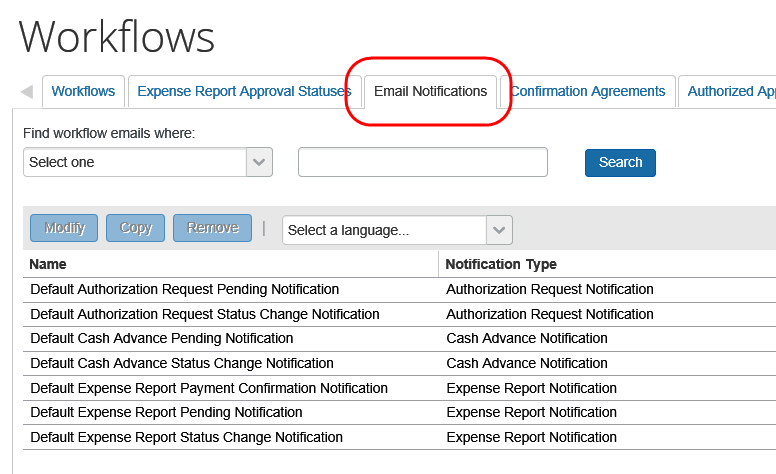 Workflows
Workflows Expense Report Approval Statuses Email Notifications Confirmation Agreements Authorized App
Find workflow emails where:
Select one Search
Modify Copy Remove | Select a language...
Name Notification Type
Default Authorization Request Pending Notification Authorization Request Notification
Default Authorization Request Status Change Notification Authorization Request Notification
Default Cash Advance Pending Notification Cash Advance Notification
Default Cash Advance Status Change Notification Cash Advance Notification
Default Expense Report Payment Confirmation Notification Expense Report Notification
Default Expense Report Pending Notification Expense Report Notification
Default Expense Report Status Change Notification Expense Report Notification